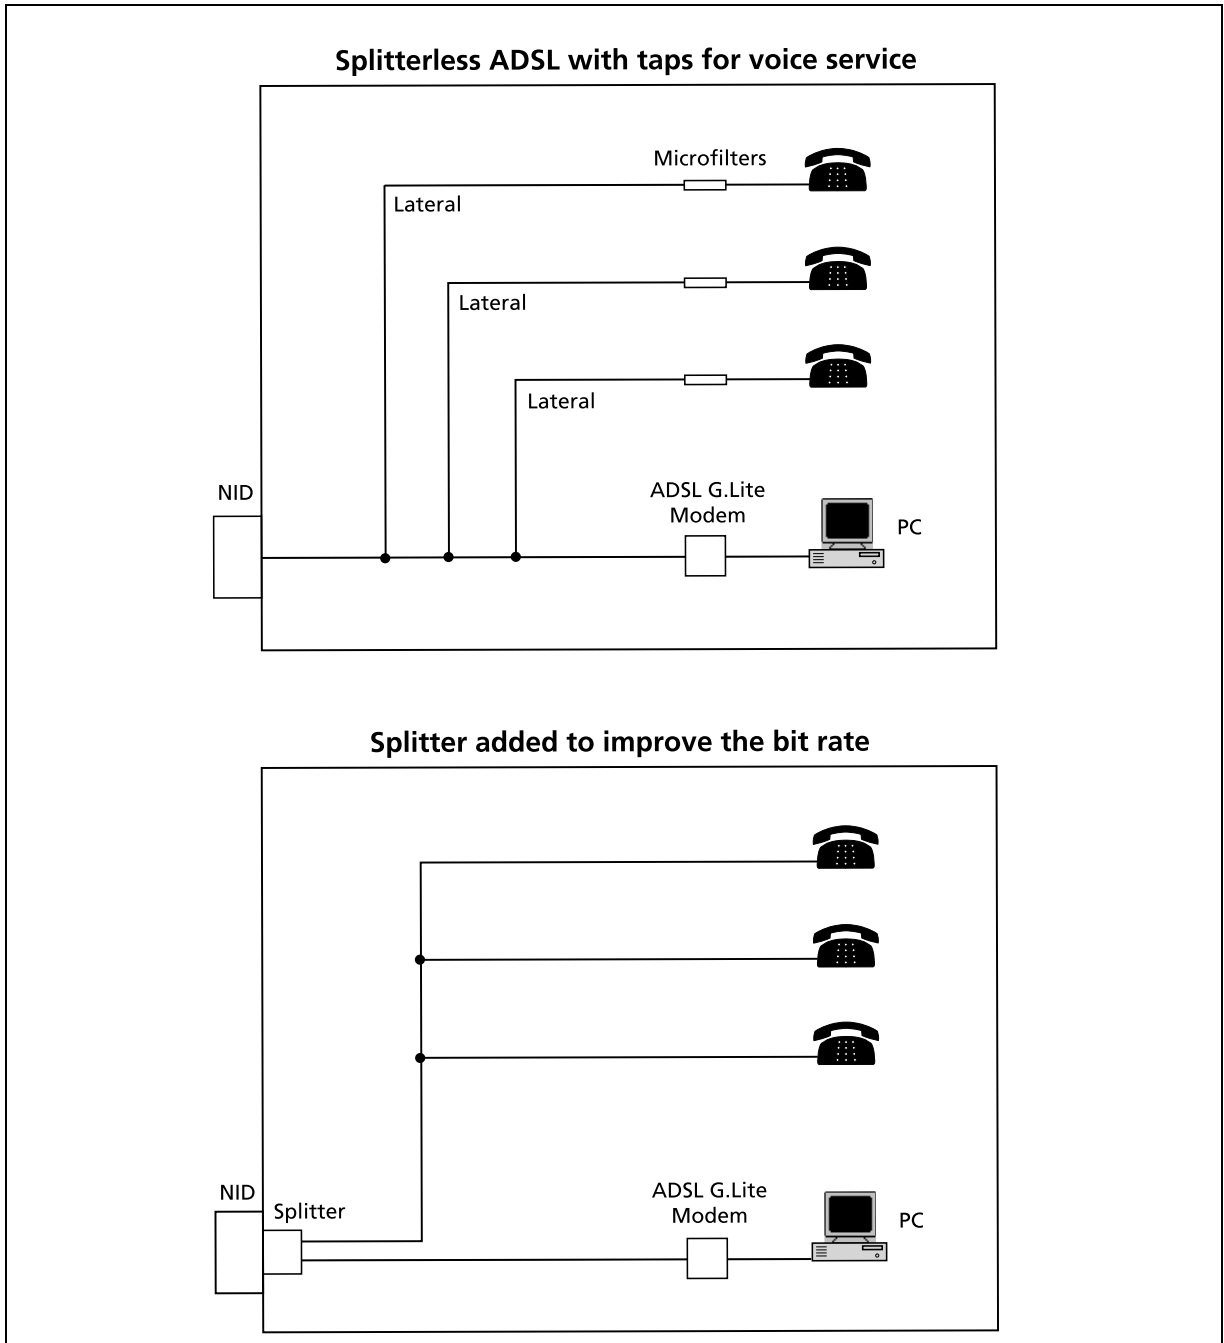 Splitterless ADSL with taps for voice service
Microfilters
Lateral
Lateral
Lateral
NID
ADSL G.Lite
Modem
PC
Splitter added to improve the bit rate
NID
Splitter
ADSL G.Lite
Modem
PC